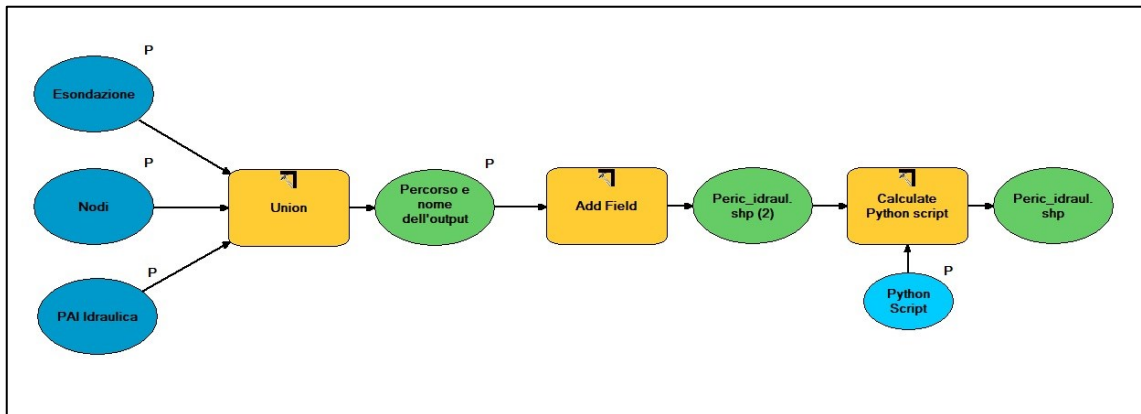 P
Esondazione
P
Nodi
P
PAI Idraulica
Union
P
Percorso e
nome
dell'output
Add Field
Peric_idraul.
shp (2)
Calculate
Python script
P
Python
Script
Peric_idraul.
shp